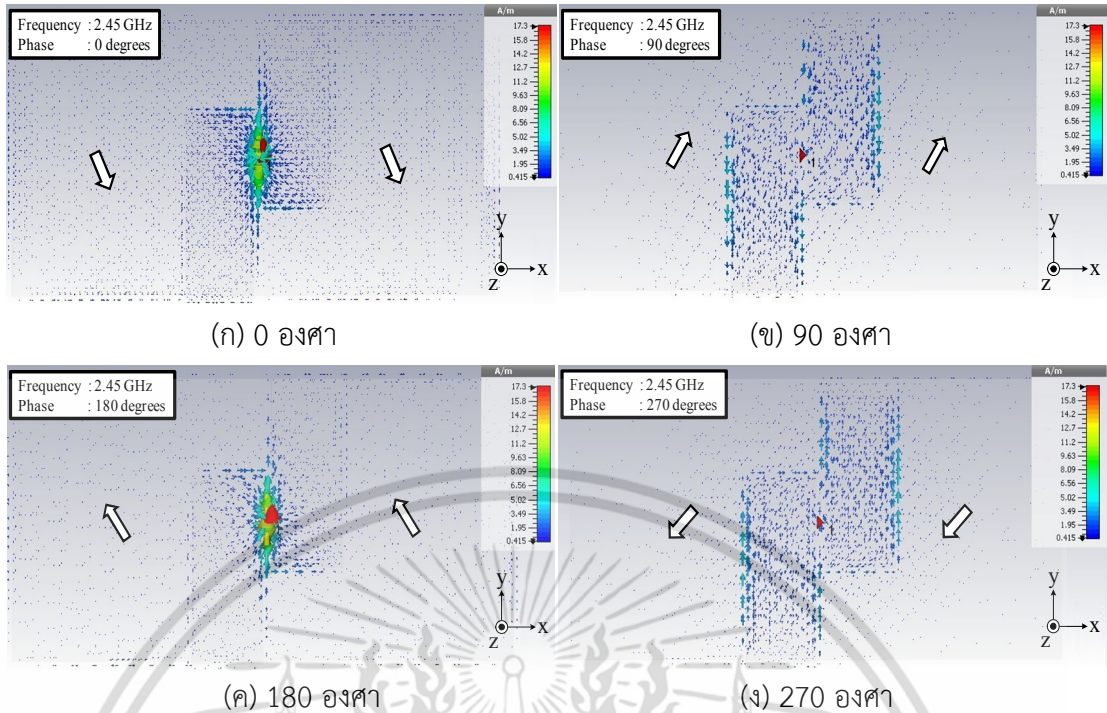 Frequency : 2.45 GHz
Phase : 0 degrees
A/m
17.3
15.8
14.2
12.7
11.2
9.63
8.09
6.56
5.02
3.49
1.95
0.415
y
x
z
(ก) 0 องศา
Frequency : 2.45 GHz
Phase : 90 degrees
1
A/m
17.3
15.8
14.2
12.7
11.2
9.63
8.09
6.56
5.02
3.49
1.95
0.415
y
x
z
(ข) 90 องศา
Frequency : 2.45 GHz
Phase : 180 degrees
A/m
17.3
15.8
14.2
12.7
11.2
9.63
8.09
6.56
5.02
3.49
1.95
0.415
y
x
z
(ค) 180 องศา
Frequency : 2.45 GHz
Phase : 270 degrees
1
A/m
17.3
15.8
14.2
12.7
11.2
9.63
8.09
6.56
5.02
3.49
1.95
0.415
y
x
z
(ง) 270 องศา